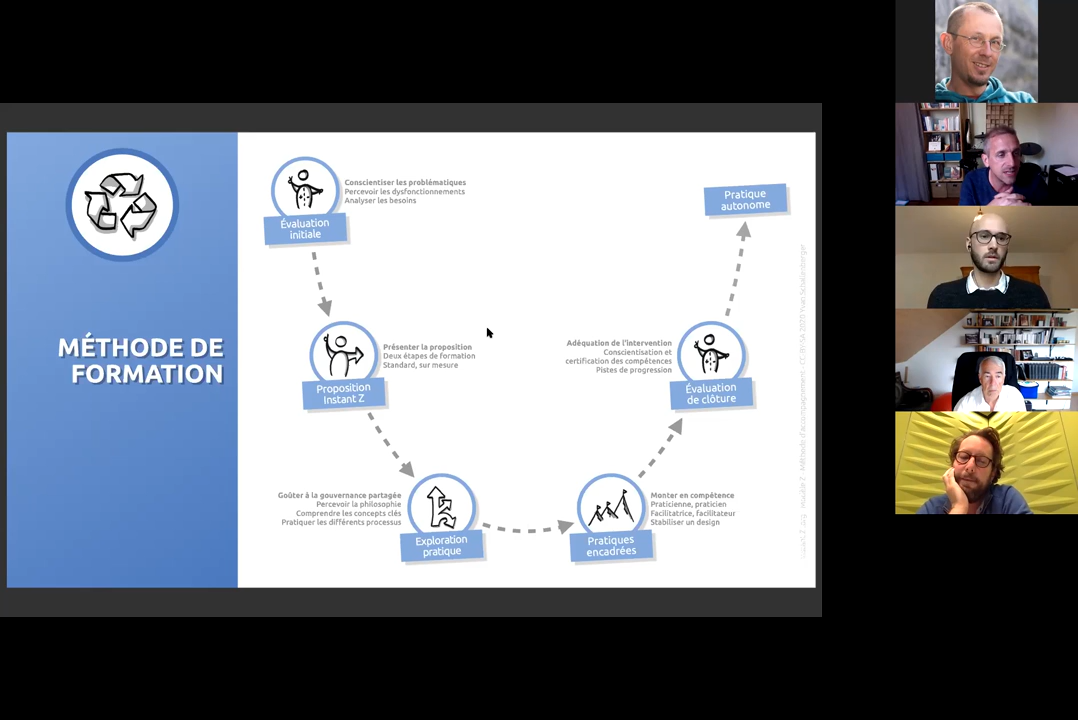 MÉTHODE DE
FORMATION
Évaluation
initiale
Conscientiser les problématiques
Percevoir les dysfonctionnements
Analyser les besoins
Proposition
Instant Z
Présenter la proposition
Deux étapes de formation
Standard, sur mesure
Goûter à la gouvernance partagée
Percevoir la philosophie
Comprendre les concepts clés
Pratiquer les différents processus
Exploration
pratique
Pratiques
encadrées
Monter en compétence
Praticienne, praticien
Facilitatrice, facilitateur
Stabiliser un design
Adéquation de l'intervention
Conscientisation et
certification des compétences
Pistes de progression
Évaluation
de clôture
Pratique
autonome